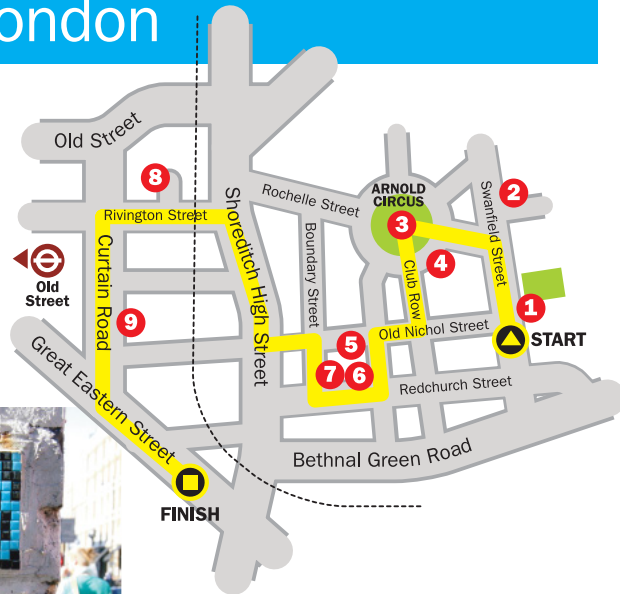 ondon
Old Street
8
Rivington Street
Shoreditch High Street
Rochelle Street
ARNOLD
CIRCUS
3
2
Swanfield Street
4
Boundary Street
Club Row
Curtain Road
Old
Street
9
1
START
Old Nichol Street
5
7
6
Redchurch Street
Great Eastern Street
Bethnal Green Road
FINISH